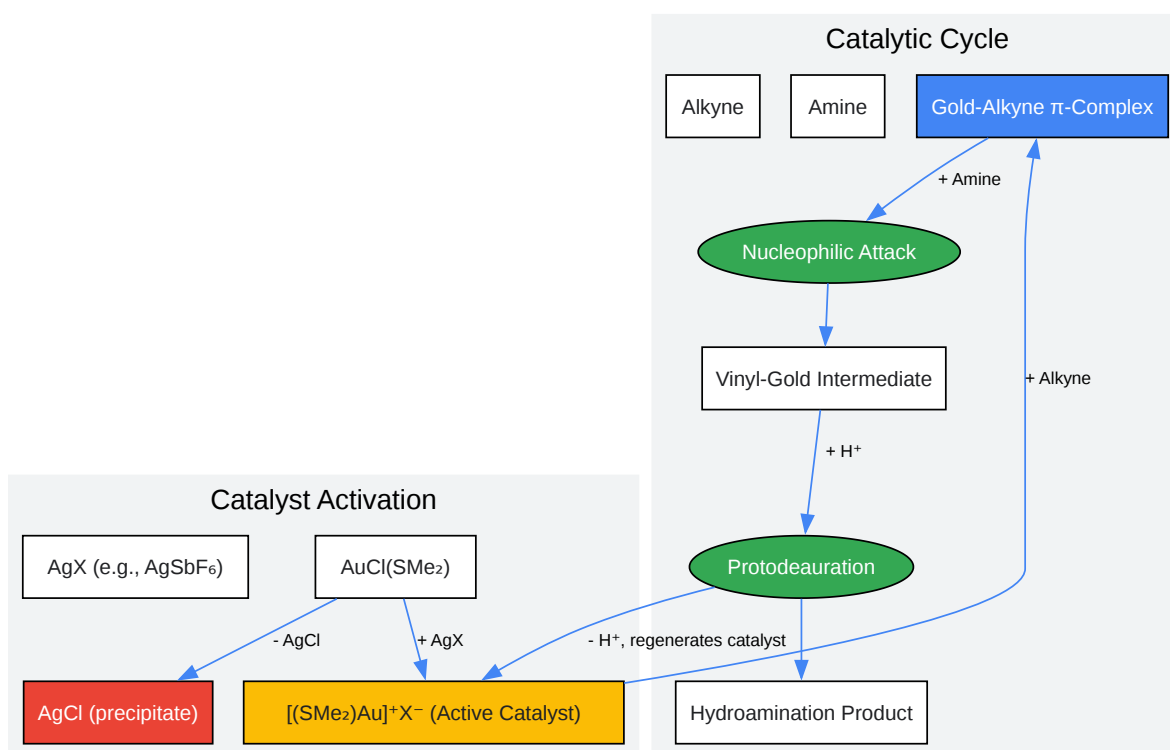 Catalytic Cycle
Alkyne
Amine
Gold-Alkyne π-Complex
+ Amine
Nucleophilic Attack
Vinyl-Gold Intermediate
+ Alkyne
+ H⁺
Catalyst Activation
AgX (e.g., AgSbF₆)
AuCl(SMe₂)
Protodeauration
- AgCl
+ AgX
- H⁺, regenerates catalyst
AgCl (precipitate)
[(SMe₂)Au]⁺X⁻ (Active Catalyst)
Hydroamination Product